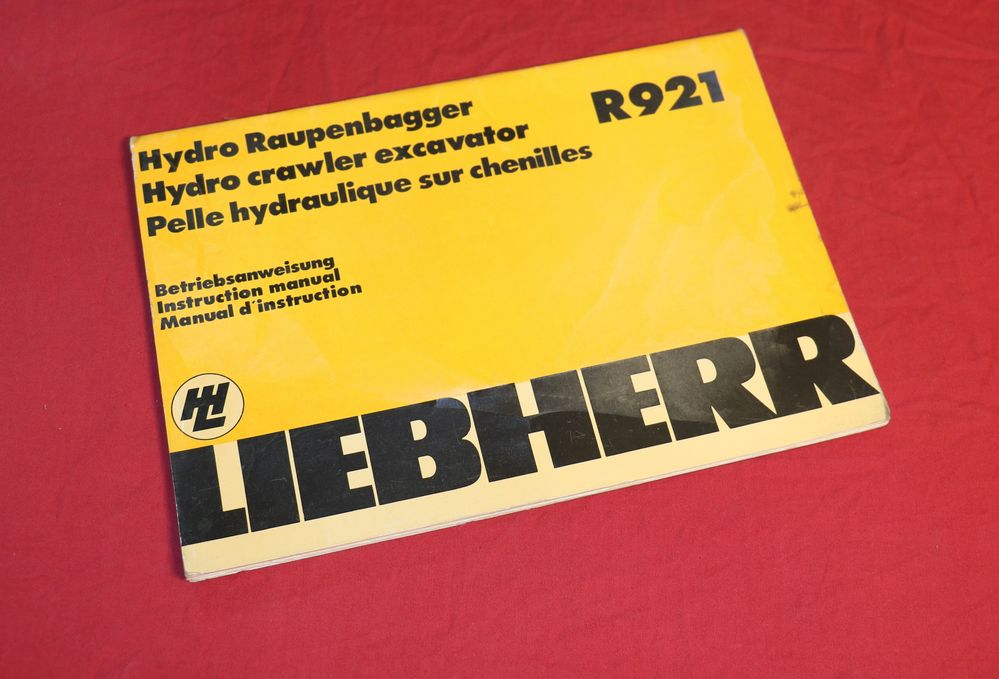 Hydro Raupenbagger
Hydro crawler excavator
Pelle hydraulique sur chenilles
R921
Betriebsanweisung
Instruction manual
Manual d'instruction
HL
LIEBHERR